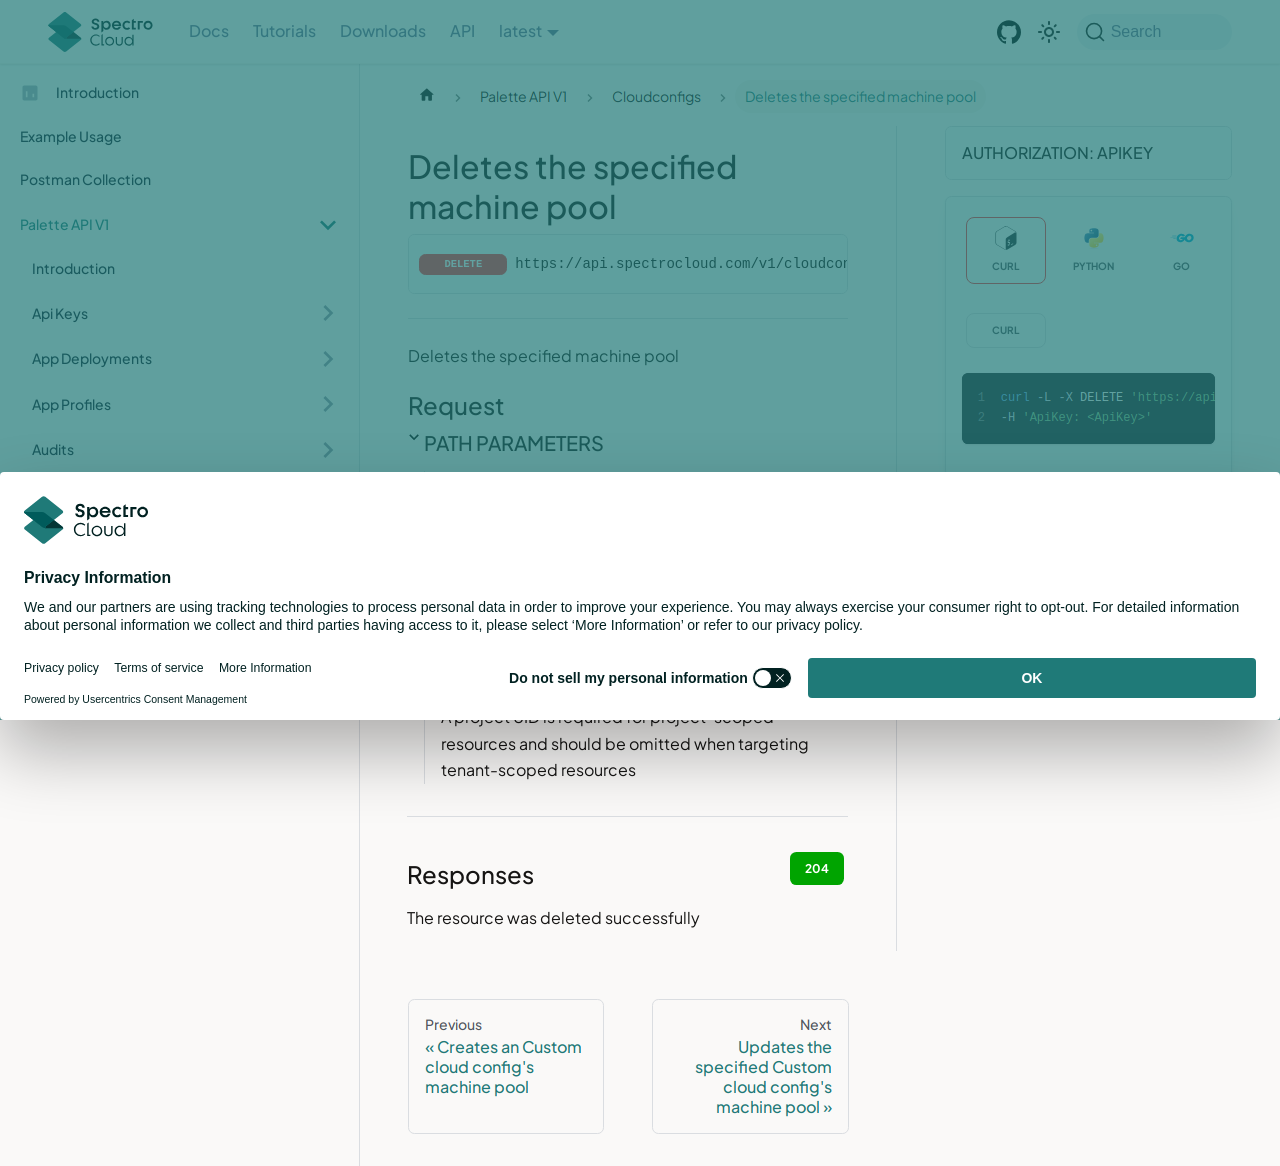 Spectro Cloud
Docs
Tutorials
Downloads
API
latest
Search
Introduction
Example Usage
Postman Collection
Palette API V1
Introduction
Api Keys
App Deployments
App Profiles
Audits
Palette API V1
Cloudconfigs
Deletes the specified machine pool
Deletes the specified
machine pool
DELETE https://api.spectrocloud.com/v1/cloudcon
Deletes the specified machine pool
Request
PATH PARAMETERS
AUTHORIZATION: APIKEY
CURL
PYTHON
GO
CURL
1 curl -L -X DELETE 'https://api
2 -H 'ApiKey: <ApiKey>'
Spectro
Cloud
Privacy Information
We and our partners are using tracking technologies to process personal data in order to improve your experience. You may always exercise your consumer right to opt-out. For detailed information
about personal information we collect and third parties having access to it, please select ‘More Information’ or refer to our privacy policy.
Privacy policy
Terms of service
More Information
Powered by Usercentrics Consent Management
Do not sell my personal information
OK
A project UID is required for project-scoped
resources and should be omitted when targeting
tenant-scoped resources
Responses
204
The resource was deleted successfully
Previous
« Creates an Custom
cloud config's
machine pool
Next
Updates the
specified Custom
cloud config's
machine pool »